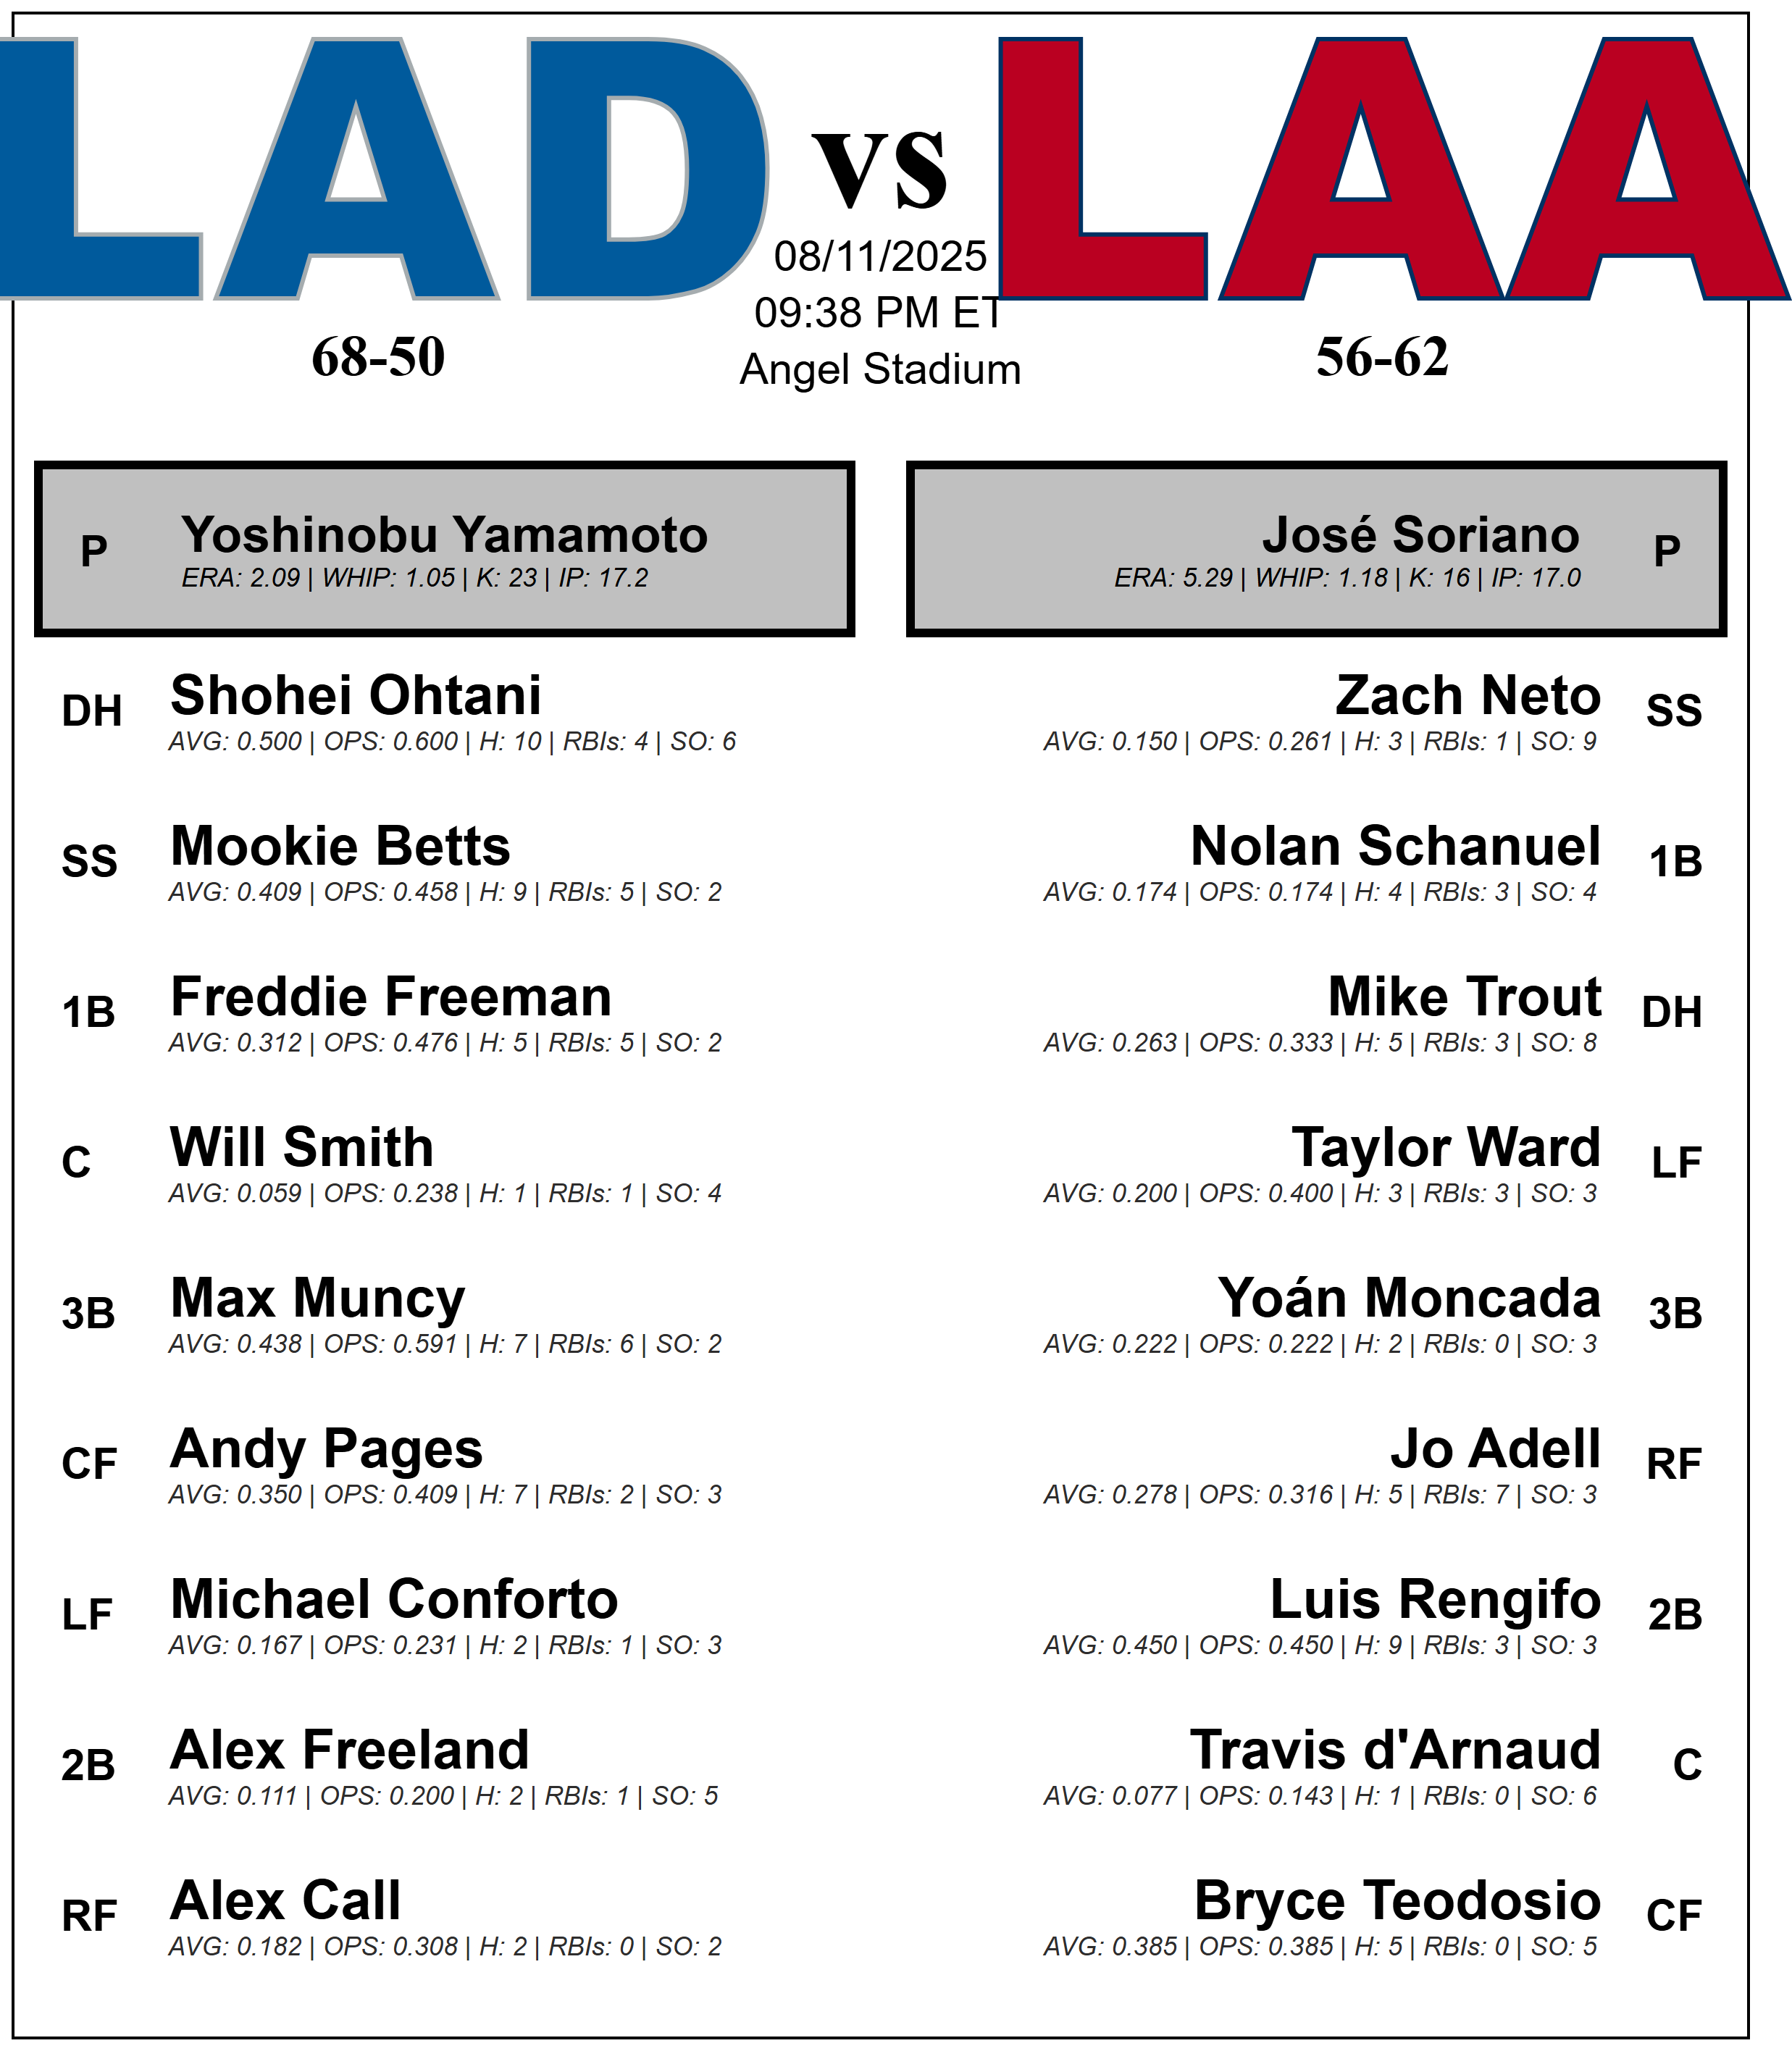 LAD vs LAA
08/11/2025
09:38 PM ET
Angel Stadium
68-50
56-62
P
Yoshinobu Yamamoto
ERA: 2.09 | WHIP: 1.05 | K: 23 | IP: 17.2
José Soriano
ERA: 5.29 | WHIP: 1.18 | K: 16 | IP: 17.0
P
DH
Shohei Ohtani
AVG: 0.500 | OPS: 0.600 | H: 10 | RBIs: 4 | SO: 6
Zach Neto
AVG: 0.150 | OPS: 0.261 | H: 3 | RBIs: 1 | SO: 9
SS
SS
Mookie Betts
AVG: 0.409 | OPS: 0.458 | H: 9 | RBIs: 5 | SO: 2
Nolan Schanuel
AVG: 0.174 | OPS: 0.174 | H: 4 | RBIs: 3 | SO: 4
1B
1B
Freddie Freeman
AVG: 0.312 | OPS: 0.476 | H: 5 | RBIs: 5 | SO: 2
Mike Trout
AVG: 0.263 | OPS: 0.333 | H: 5 | RBIs: 3 | SO: 8
DH
C
Will Smith
AVG: 0.059 | OPS: 0.238 | H: 1 | RBIs: 1 | SO: 4
Taylor Ward
AVG: 0.200 | OPS: 0.400 | H: 3 | RBIs: 3 | SO: 3
LF
3B
Max Muncy
AVG: 0.438 | OPS: 0.591 | H: 7 | RBIs: 6 | SO: 2
Yoán Moncada
AVG: 0.222 | OPS: 0.222 | H: 2 | RBIs: 0 | SO: 3
3B
CF
Andy Pages
AVG: 0.350 | OPS: 0.409 | H: 7 | RBIs: 2 | SO: 3
Jo Adell
AVG: 0.278 | OPS: 0.316 | H: 5 | RBIs: 7 | SO: 3
RF
LF
Michael Conforto
AVG: 0.167 | OPS: 0.231 | H: 2 | RBIs: 1 | SO: 3
Luis Rengifo
AVG: 0.450 | OPS: 0.450 | H: 9 | RBIs: 3 | SO: 3
2B
2B
Alex Freeland
AVG: 0.111 | OPS: 0.200 | H: 2 | RBIs: 1 | SO: 5
Travis d'Arnaud
AVG: 0.077 | OPS: 0.143 | H: 1 | RBIs: 0 | SO: 6
C
RF
Alex Call
AVG: 0.182 | OPS: 0.308 | H: 2 | RBIs: 0 | SO: 2
Bryce Teodosio
AVG: 0.385 | OPS: 0.385 | H: 5 | RBIs: 0 | SO: 5
CF